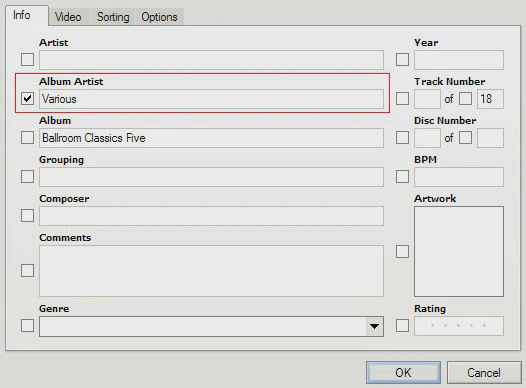 Info Video Sorting Options
Artist Year
Album Artist Track Number
Various of 18
Album Disc Number
Ballroom Classics Five of
Grouping BPM
Composer Artwork
Comments
Genre Rating
OK Cancel